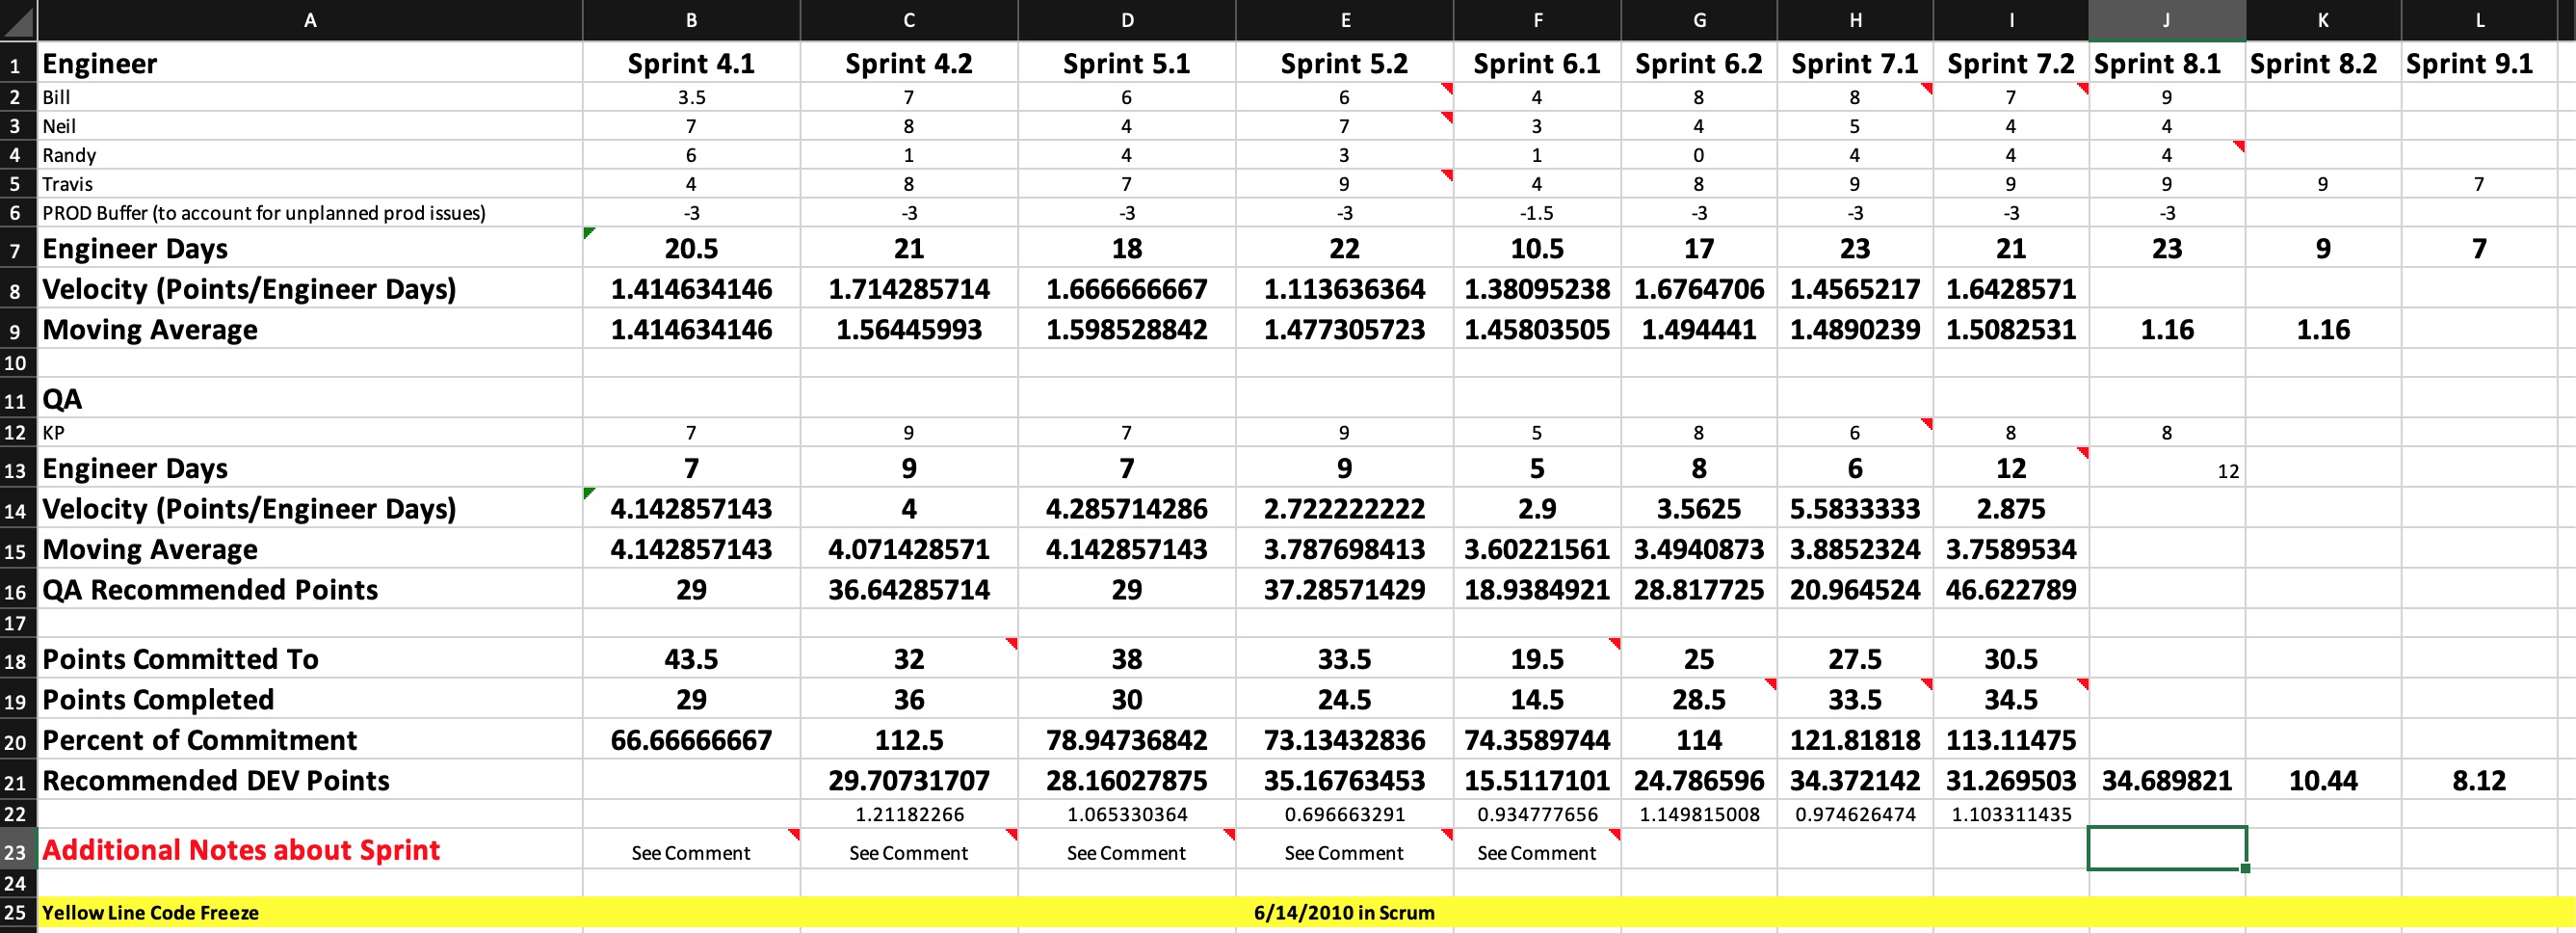 A B C D E F G H I J K L
1 Engineer Sprint 4.1 Sprint 4.2 Sprint 5.1 Sprint 5.2 Sprint 6.1 Sprint 6.2 Sprint 7.1 Sprint 7.2 Sprint 8.1 Sprint 8.2 Sprint 9.1
2 Bill 3.5 7 6 6 4 8 8 7 9
3 Neil 7 8 4 7 3 4 5 4 4
4 Randy 6 1 4 3 1 0 4 4 4
5 Travis 4 8 7 9 4 8 9 9 9 9 7
6 PROD Buffer (to account for unplanned prod issues) -3 -3 -3 -3 -1.5 -3 -3 -3 -3
7 Engineer Days 20.5 21 18 22 10.5 17 23 21 23 9 7
8 Velocity (Points/Engineer Days) 1.414634146 1.714285714 1.666666667 1.113636364 1.38095238 1.6764706 1.4565217 1.6428571
9 Moving Average 1.414634146 1.56445993 1.598528842 1.477305723 1.45803505 1.494441 1.4890239 1.5082531 1.16 1.16
10
11 QA
12 KP 7 9 7 9 5 8 6 8 8
13 Engineer Days 7 9 7 9 5 8 6 12 12
14 Velocity (Points/Engineer Days) 4.142857143 4 4.285714286 2.722222222 2.9 3.5625 5.5833333 2.875
15 Moving Average 4.142857143 4.071428571 4.142857143 3.787698413 3.60221561 3.4940873 3.8852324 3.7589534
16 QA Recommended Points 29 36.64285714 29 37.28571429 18.9384921 28.817725 20.964524 46.622789
17
18 Points Committed To 43.5 32 38 33.5 19.5 25 27.5 30.5
19 Points Completed 29 36 30 24.5 14.5 28.5 33.5 34.5
20 Percent of Commitment 66.66666667 112.5 78.94736842 73.13432836 74.3589744 114 121.81818 113.11475
21 Recommended DEV Points 29.70731707 28.16027875 35.16763453 15.5117101 24.786596 34.372142 31.269503 34.689821 10.44 8.12
22 1.21182266 1.065330364 0.696663291 0.934777656 1.149815008 0.974626474 1.103311435
23 Additional Notes about Sprint See Comment See Comment See Comment See Comment See Comment
24
25 Yellow Line Code Freeze 6/14/2010 in Scrum